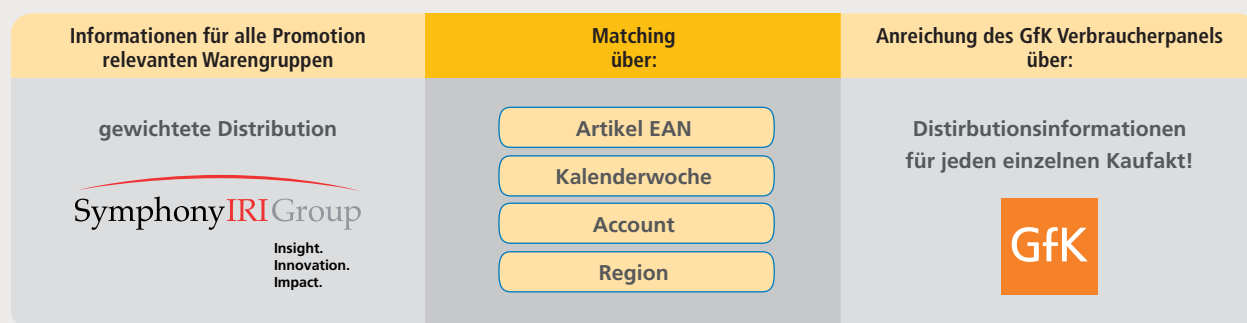 Informationen für alle Promotion
relevanten Warengruppen
gewichtete Distribution
SymphonyIRIGroup
Insight.
Innovation.
Impact.
Matching
über:
Artikel EAN
Kalenderwoche
Account
Region
Anreichung des GfK Verbraucherpanels
über:
Distirbutionsinformationen
für jeden einzelnen Kaufakt!
GfK